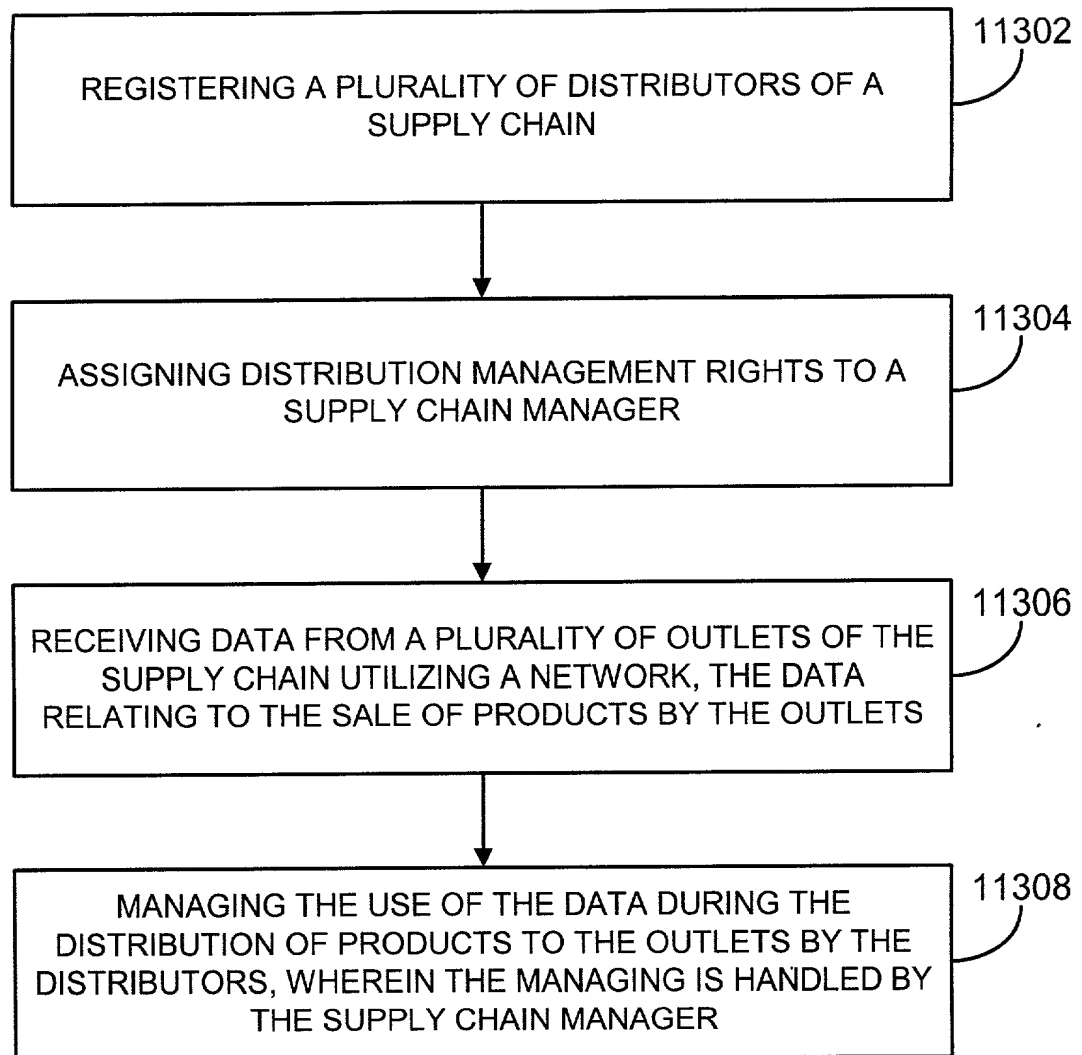 11302
REGISTERING A PLURALITY OF DISTRIBUTORS OF A
SUPPLY CHAIN
11304
ASSIGNING DISTRIBUTION MANAGEMENT RIGHTS TO A
SUPPLY CHAIN MANAGER
11306
RECEIVING DATA FROM A PLURALITY OF OUTLETS OF THE
SUPPLY CHAIN UTILIZING A NETWORK, THE DATA
RELATING TO THE SALE OF PRODUCTS BY THE OUTLETS
11308
MANAGING THE USE OF THE DATA DURING THE
DISTRIBUTION OF PRODUCTS TO THE OUTLETS BY THE
DISTRIBUTORS, WHEREIN THE MANAGING IS HANDLED BY
THE SUPPLY CHAIN MANAGER